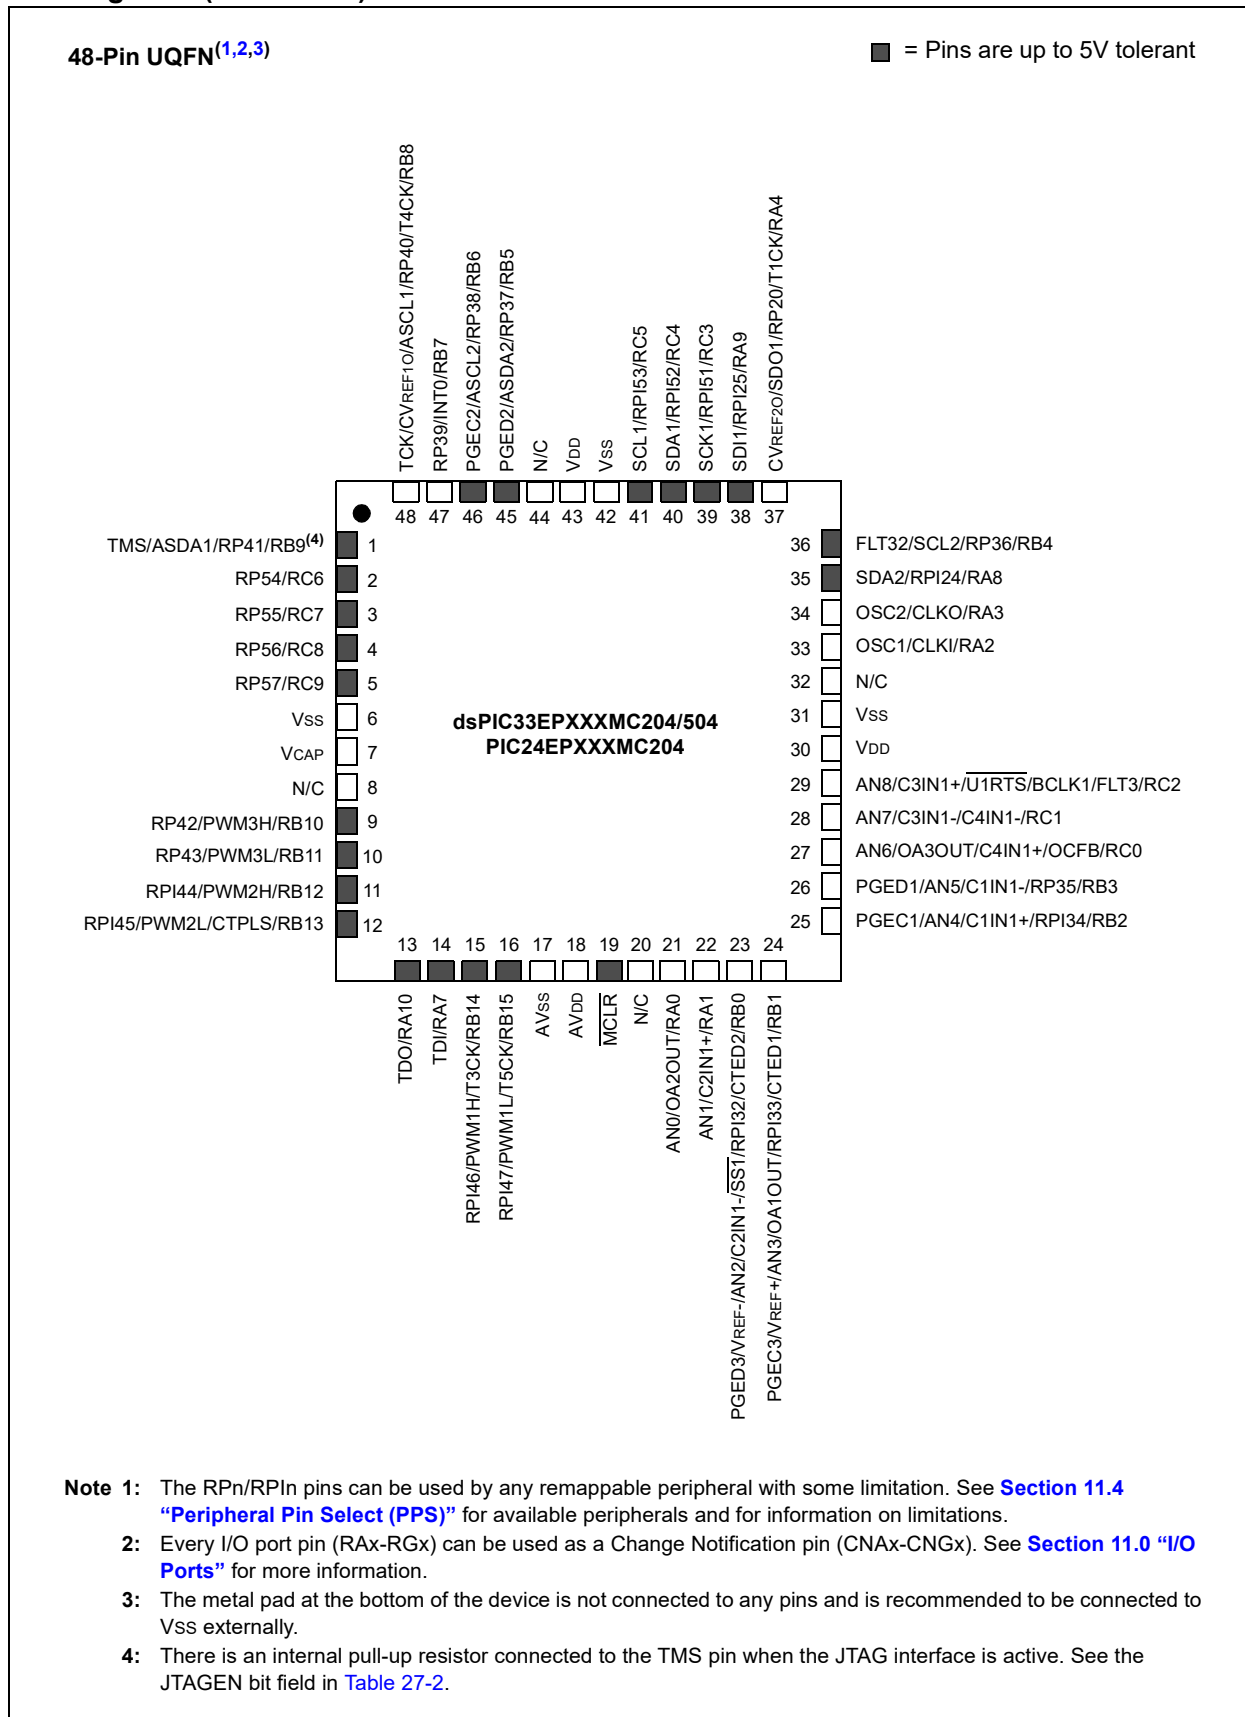 48-Pin UQFN(1,2,3)
= Pins are up to 5V tolerant
TCK/CVREF1O/ASCL1/RP40/T4CK/RB8
RP39/INT0/RB7
PGEC2/ASCL2/RP38/RB6
PGED2/ASDA2/RP37/RB5
N/C
VDD
VSS
SCL1/RPI53/RC5
SDA1/RPI52/RC4
SCK1/RPI51/RC3
SDI1/RPI25/RA9
CVREF2O/SDO1/RP20/T1CK/RA4
48 47 46 45 44 43 42 41 40 39 38 37
TMS/ASDA1/RP41/RB9(4) 1
RP54/RC6 2
RP55/RC7 3
RP56/RC8 4
RP57/RC9 5
VSS 6
VCAP 7
N/C 8
RP42/PWM3H/RB10 9
RP43/PWM3L/RB11 10
RPI44/PWM2H/RB12 11
RPI45/PWM2L/CTPLS/RB13 12
dsPIC33EPXXXMC204/504
PIC24EPXXXMC204
36 FLT32/SCL2/RP36/RB4
35 SDA2/RPI24/RA8
34 OSC2/CLKO/RA3
33 OSC1/CLKI/RA2
32 N/C
31 VSS
30 VDD
29 AN8/C3IN1+/U1RTS/BCLK1/FLT3/RC2
28 AN7/C3IN1-/C4IN1-/RC1
27 AN6/OA3OUT/C4IN1+/OCFB/RC0
26 PGED1/AN5/C1IN1-/RP35/RB3
25 PGEC1/AN4/C1IN1+/RPI34/RB2
13 14 15 16 17 18 19 20 21 22 23 24
TDO/RA10
TDI/RA7
RPI46/PWM1H/T3CK/RB14
RPI47/PWM1L/T5CK/RB15
AVSS
AVDD
MCLR
N/C
AN0/OA2OUT/RA0
AN1/C2IN1+/RA1
PGED3/VREF-/AN2/C2IN1-/SS1/RPI32/CTED2/RB0
PGEC3/VREF+/AN3/OA1OUT/RPI33/CTED1/RB1
Note 1: The RPn/RPIn pins can be used by any remappable peripheral with some limitation. See Section 11.4
“Peripheral Pin Select (PPS)” for available peripherals and for information on limitations.
2: Every I/O port pin (RAx-RGx) can be used as a Change Notification pin (CNAx-CNGx). See Section 11.0 “I/O
Ports” for more information.
3: The metal pad at the bottom of the device is not connected to any pins and is recommended to be connected to
VSS externally.
4: There is an internal pull-up resistor connected to the TMS pin when the JTAG interface is active. See the
JTAGEN bit field in Table 27-2.